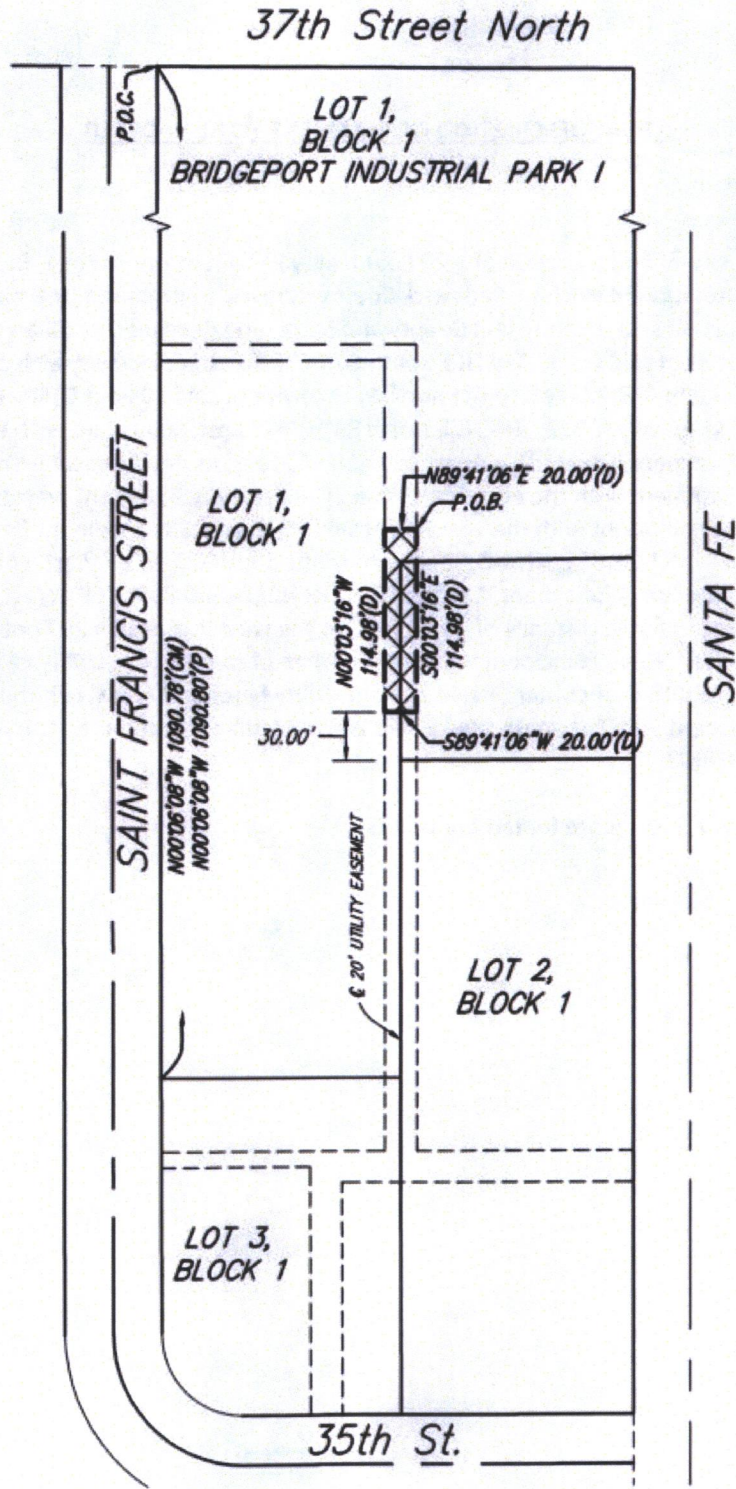 37th Street North
P.O.C.
LOT 1,
BLOCK 1
BRIDGEPORT INDUSTRIAL PARK I
SAINT FRANCIS STREET
N00°06'08"W 1090.78'(CM)
N00°06'08"W 1090.80'(P)
LOT 1,
BLOCK 1
N89°41'06"E 20.00'(D)
P.O.B.
N00°03'16"W
114.98'(D)
S00°03'16"E
114.98'(D)
30.00'
S89°41'06"W 20.00'(D)
SANTA FE
℄ 20' UTILITY EASEMENT
LOT 2,
BLOCK 1
LOT 3,
BLOCK 1
35th St.